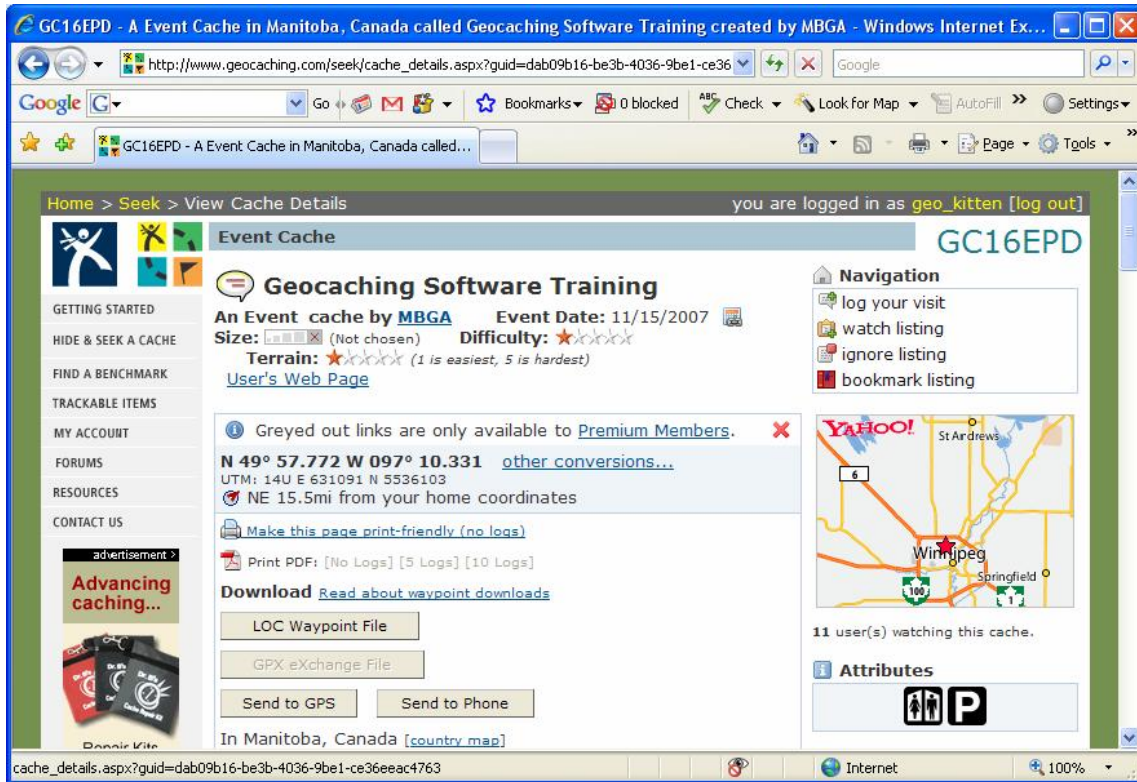 GC16EPD - A Event Cache in Manitoba, Canada called Geocaching Software Training created by MBGA - Windows Internet Ex...
http://www.geocaching.com/seek/cache_details.aspx?guid=dab09b16-be3b-4036-9be1-ce36
Google
Google G Go Bookmarks 0 blocked ABC Check Look for Map AutoFill » Settings
GC16EPD - A Event Cache in Manitoba, Canada called...
Page Tools »
Home > Seek > View Cache Details
you are logged in as geo_kitten [log out]
Event Cache
GC16EPD
Geocaching Software Training
An Event cache by MBGA Event Date: 11/15/2007
Size: (Not chosen) Difficulty:
Terrain: (1 is easiest, 5 is hardest)
User's Web Page
GETTING STARTED
HIDE & SEEK A CACHE
FIND A BENCHMARK
TRACKABLE ITEMS
MY ACCOUNT
FORUMS
RESOURCES
CONTACT US
advertisement >
Advancing
caching...
Cache Repair Kit
Repair Kits
Greyed out links are only available to Premium Members.
N 49° 57.772 W 097° 10.331 other conversions...
UTM: 14U E 631091 N 5536103
NE 15.5mi from your home coordinates
Make this page print-friendly (no logs)
Print PDF: [No Logs] [5 Logs] [10 Logs]
Download Read about waypoint downloads
LOC Waypoint File
GPX eXchange File
Send to GPS
Send to Phone
In Manitoba, Canada [country map]
Navigation
log your visit
watch listing
ignore listing
bookmark listing
YAHOO!
St Andrews
6
Winnipeg
Springfield
100
1
11 user(s) watching this cache.
Attributes
P
cache_details.aspx?guid=dab09b16-be3b-4036-9be1-ce36eeac4763
Internet
100%